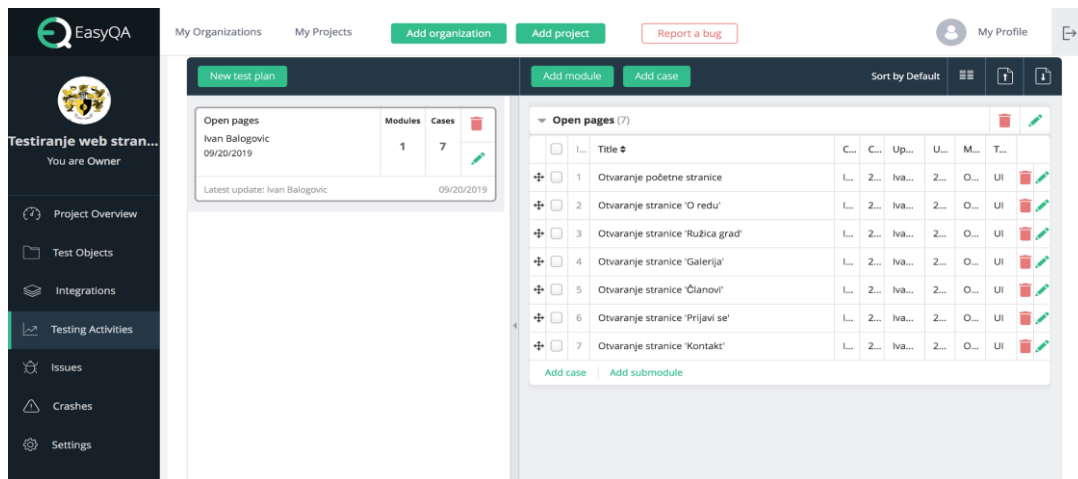 EasyQA
My Organizations My Projects Add organization Add project Report a bug My Profile
Testiranje web stran...
You are Owner
Project Overview
Test Objects
Integrations
Testing Activities
Issues
Crashes
Settings
New test plan
Open pages Modules Cases
Ivan Balogovic 1 7
09/20/2019
Latest update: Ivan Balogovic 09/20/2019
Add module Add case Sort by Default
Open pages (7)
I... Title C... C... Up... U... M... T...
1 Otvaranje početne stranice I... 2... Iva... 2... O... UI
2 Otvaranje stranice 'O redu' I... 2... Iva... 2... O... UI
3 Otvaranje stranice 'Ružica grad' I... 2... Iva... 2... O... UI
4 Otvaranje stranice 'Galerija' I... 2... Iva... 2... O... UI
5 Otvaranje stranice 'Članovi' I... 2... Iva... 2... O... UI
6 Otvaranje stranice 'Prijavi se' I... 2... Iva... 2... O... UI
7 Otvaranje stranice 'Kontakt' I... 2... Iva... 2... O... UI
Add case Add submodule